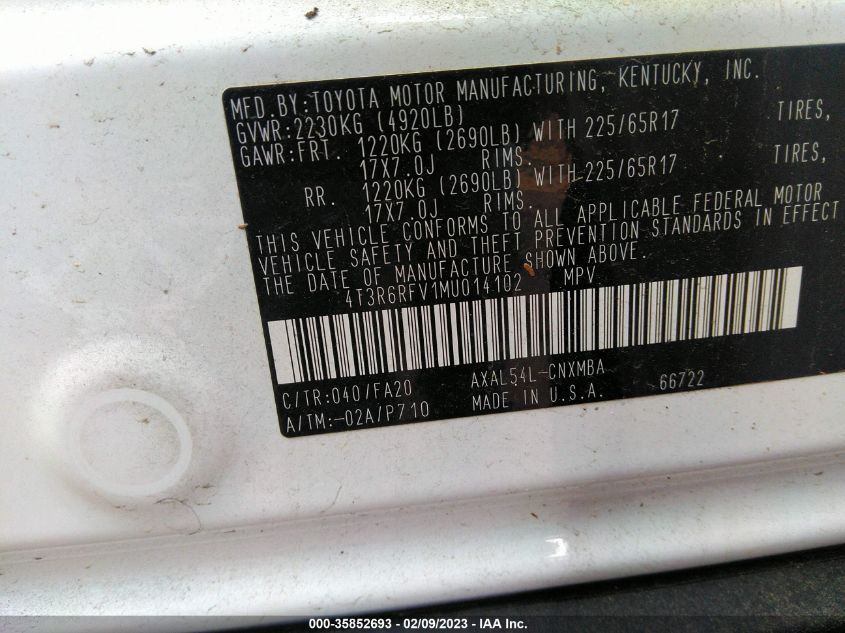 MFD.BY:TOYOTA MOTOR MANUFACTURING, KENTUCKY, INC.
GVWR:2230KG (4920LB)
GAWR:FRT. 1220KG (2690LB) WITH 225/65R17 TIRES,
17X7.0J RIMS.
RR. 1220KG (2690LB) WITH 225/65R17 TIRES,
17X7.0J RIMS.
THIS VEHICLE CONFORMS TO ALL APPLICABLE FEDERAL MOTOR
VEHICLE SAFETY AND THEFT PREVENTION STANDARDS IN EFFECT
THE DATE OF MANUFACTURE SHOWN ABOVE.
4T3R6RFV1MU014102 MPV
C/TR:040/FA20 AXAL54L-CNXMBA 66722
A/TM:-02A/P710 MADE IN U.S.A.
000-35852693 - 02/09/2023 - IAA Inc.